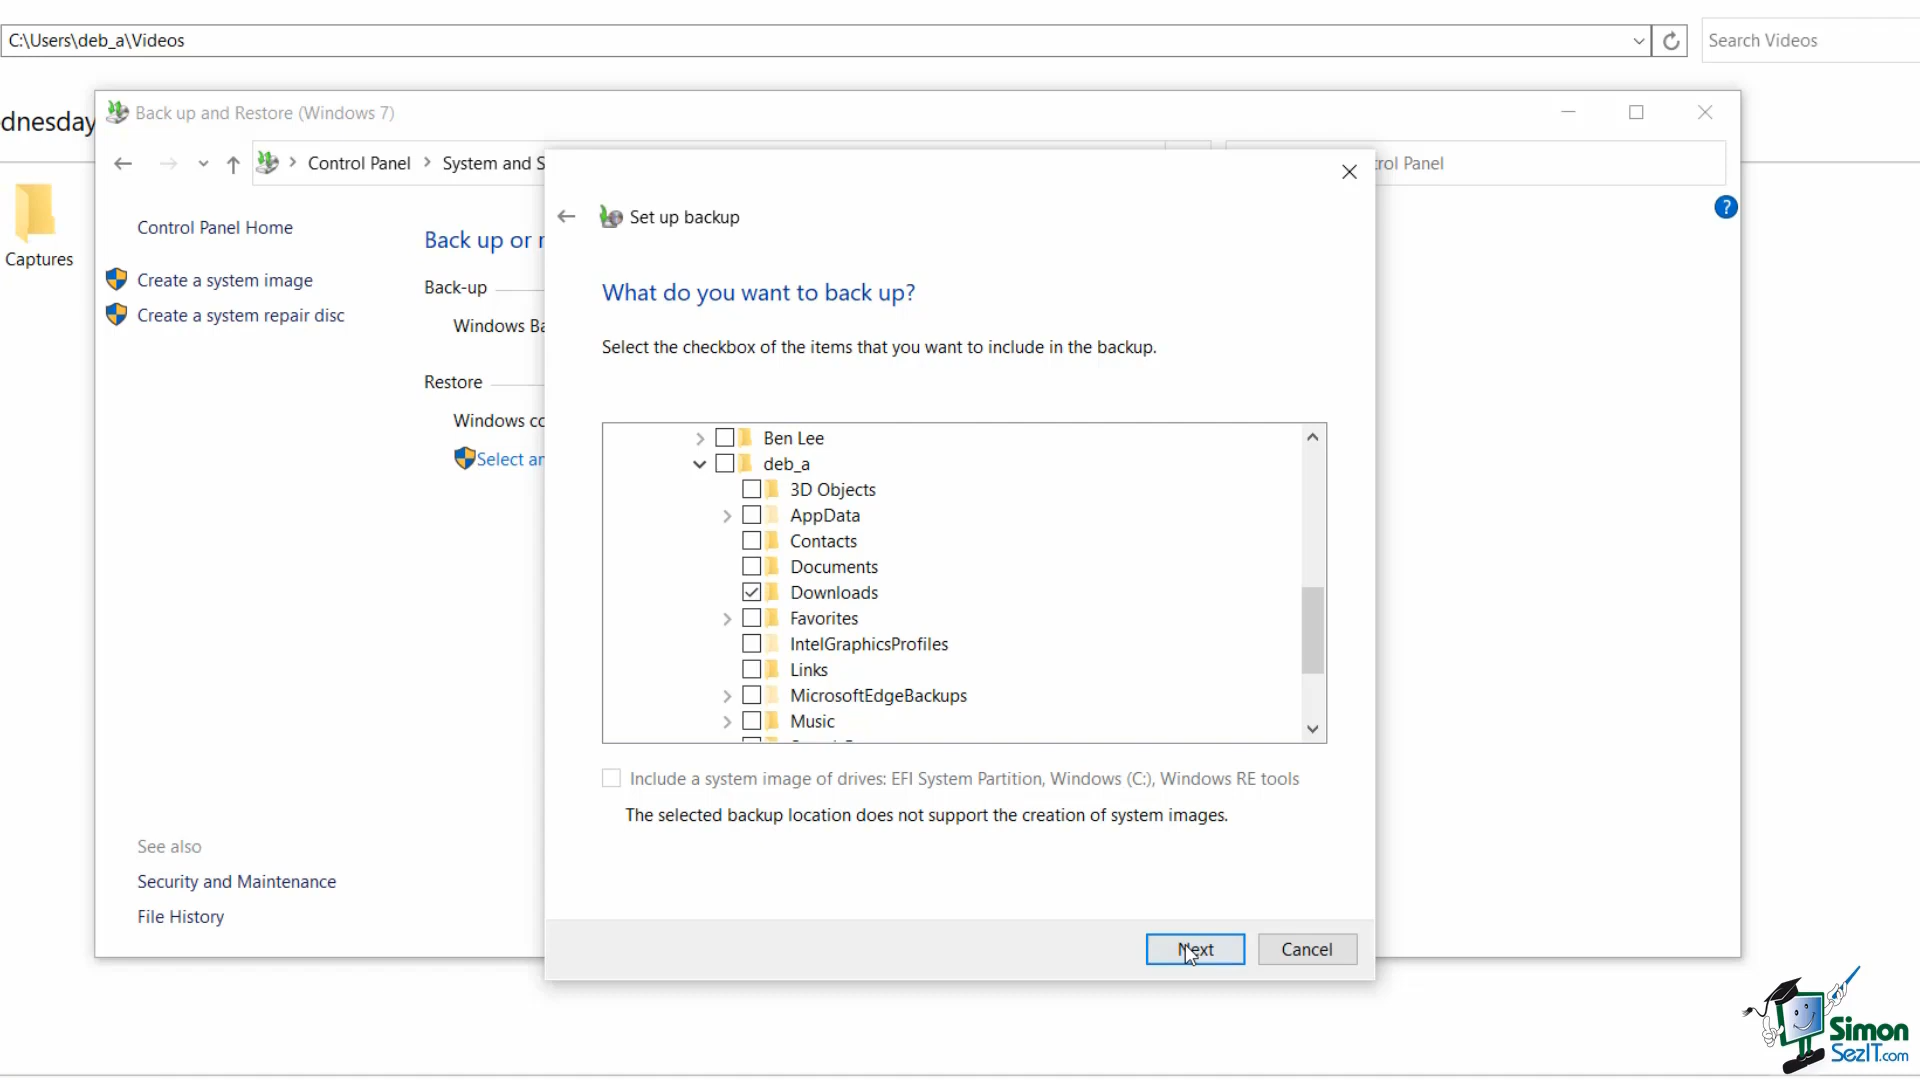 C:\Users\deb_a\Videos
Search Videos
dnesday
Captures
Back up and Restore (Windows 7)
Control Panel
System and S
rol Panel
Control Panel Home
Create a system image
Create a system repair disc
Back up or r
Back-up
Windows Ba
Restore
Windows co
Select an
See also
Security and Maintenance
File History
Set up backup
What do you want to back up?
Select the checkbox of the items that you want to include in the backup.
Ben Lee
deb_a
3D Objects
AppData
Contacts
Documents
Downloads
Favorites
IntelGraphicsProfiles
Links
MicrosoftEdgeBackups
Music
Include a system image of drives: EFI System Partition, Windows (C:), Windows RE tools
The selected backup location does not support the creation of system images.
Next
Cancel
?
Simon
SezIT.com